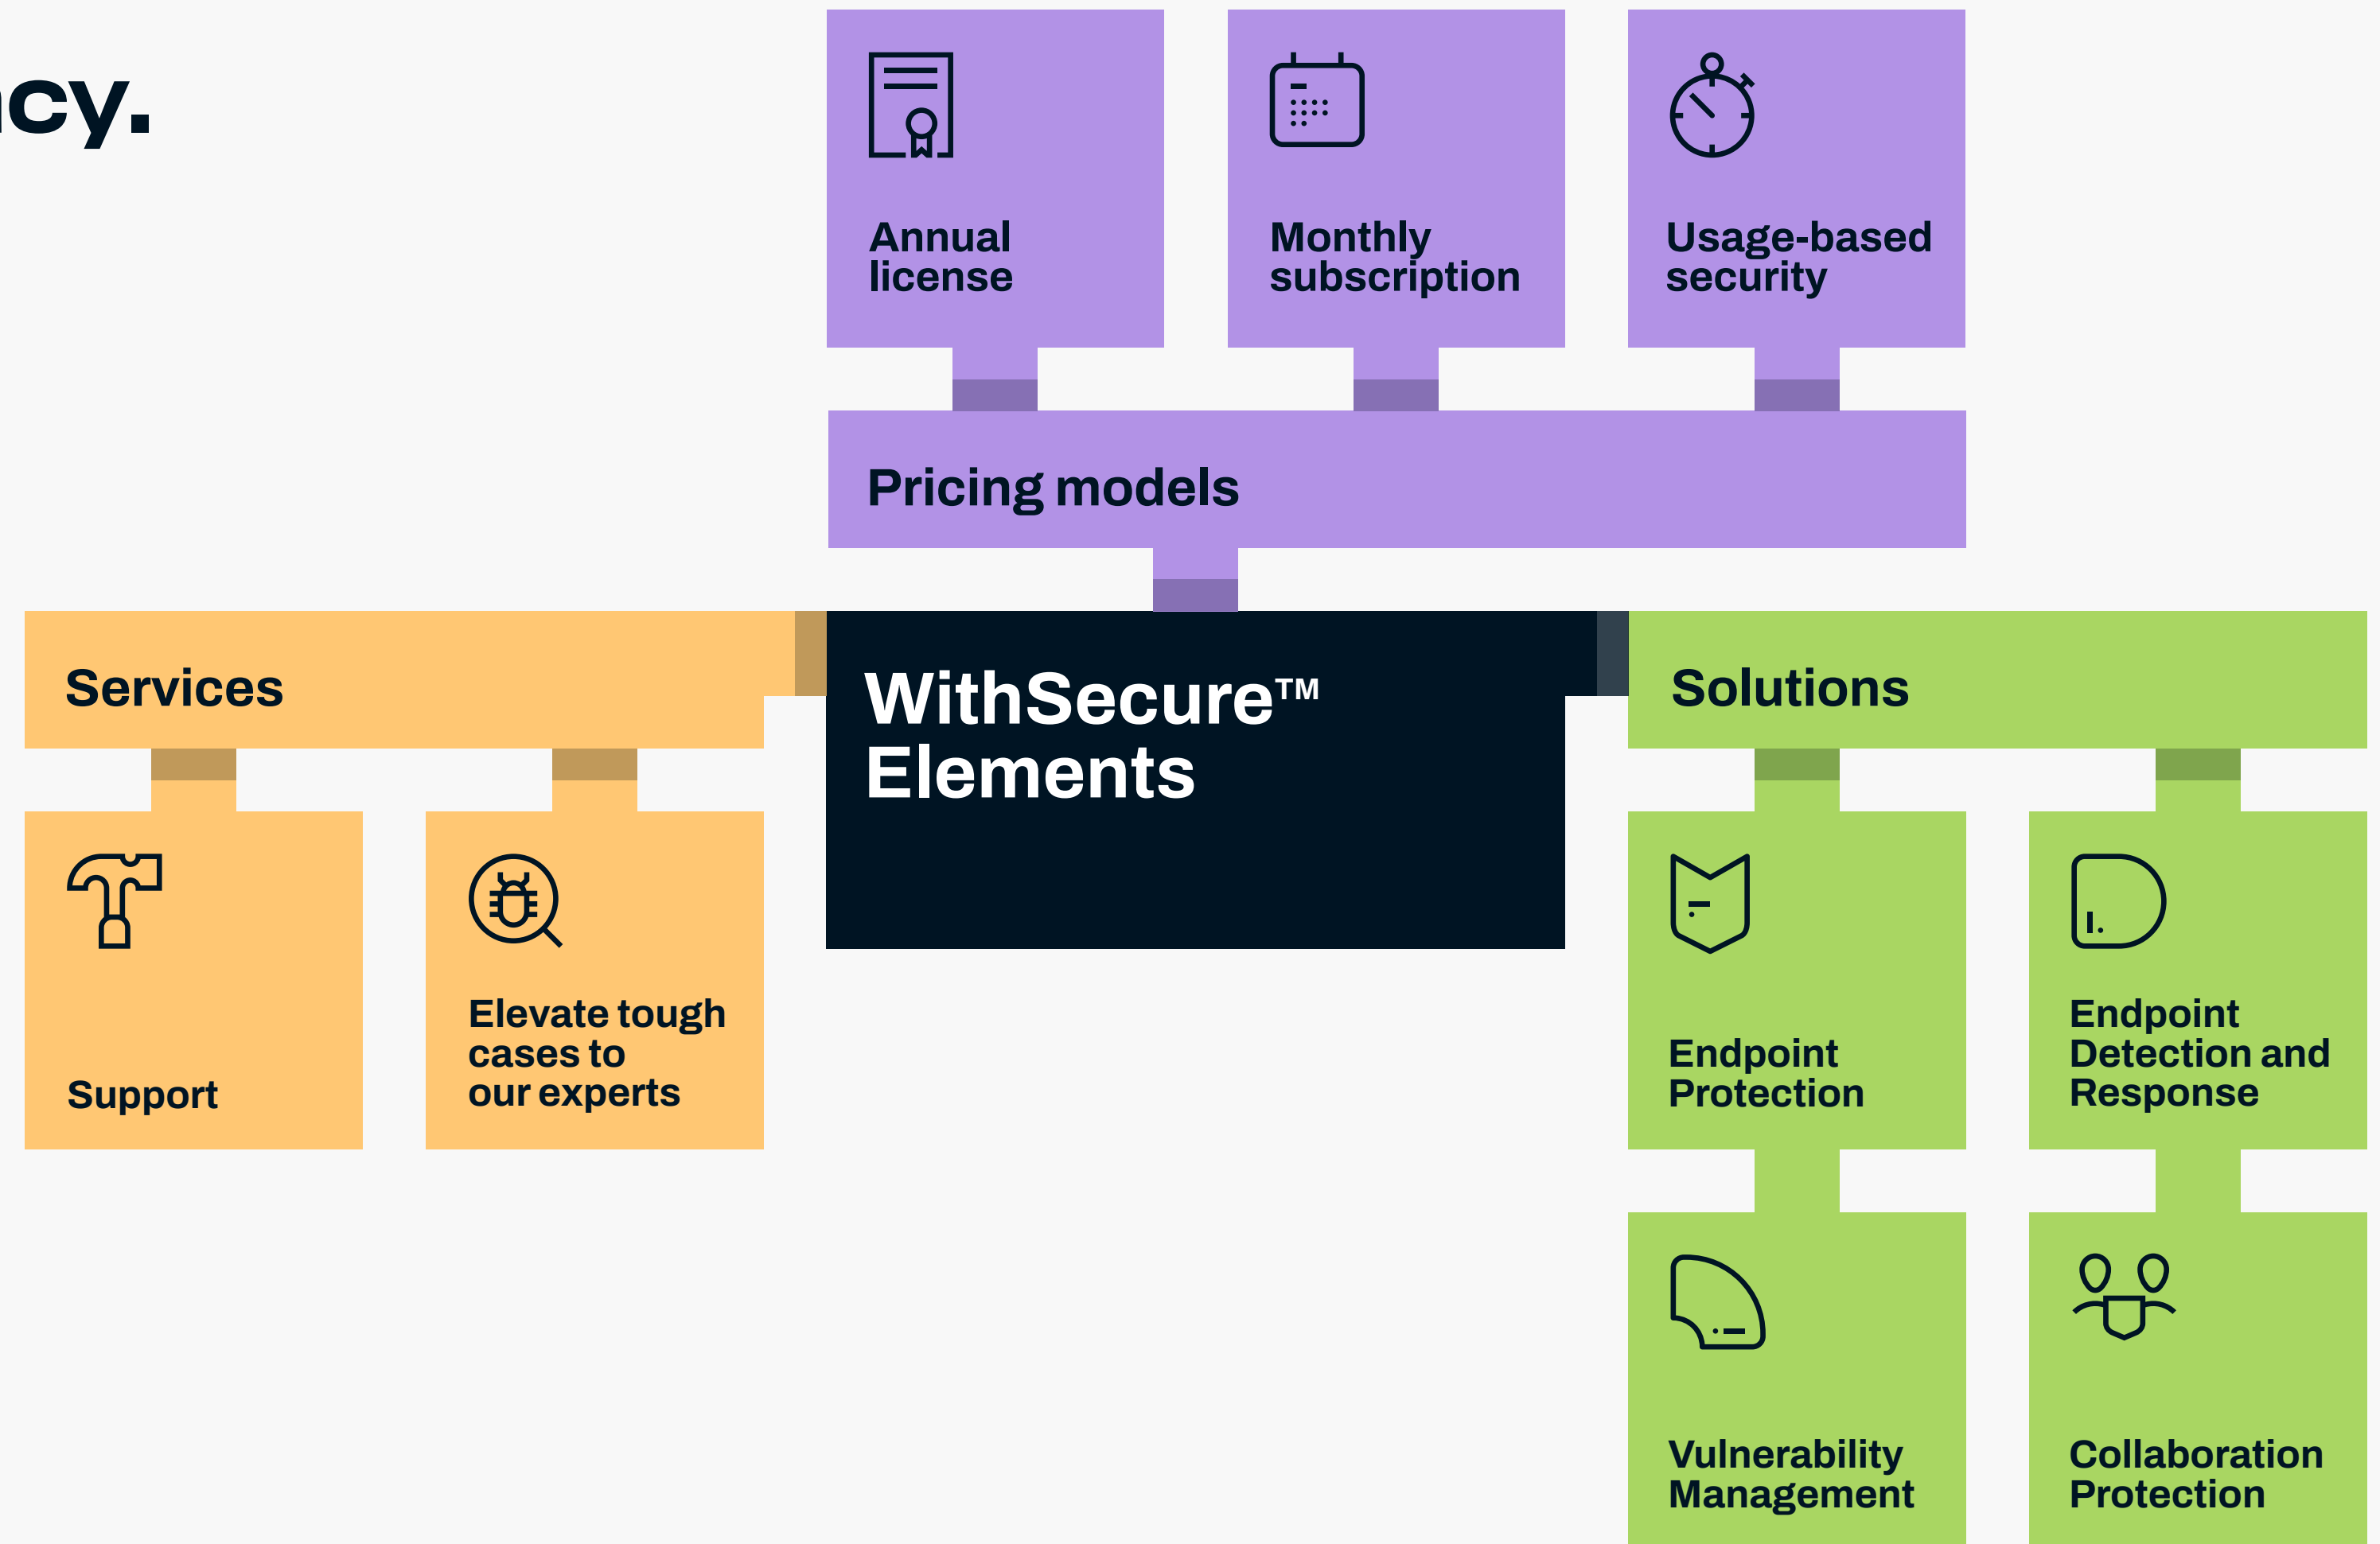 cy.
Annual
license
Monthly
subscription
Usage-based
security
Pricing models
Services
WithSecure™
Elements
Solutions
Support
Elevate tough
cases to
our experts
Endpoint
Protection
Endpoint
Detection and
Response
Vulnerability
Management
Collaboration
Protection